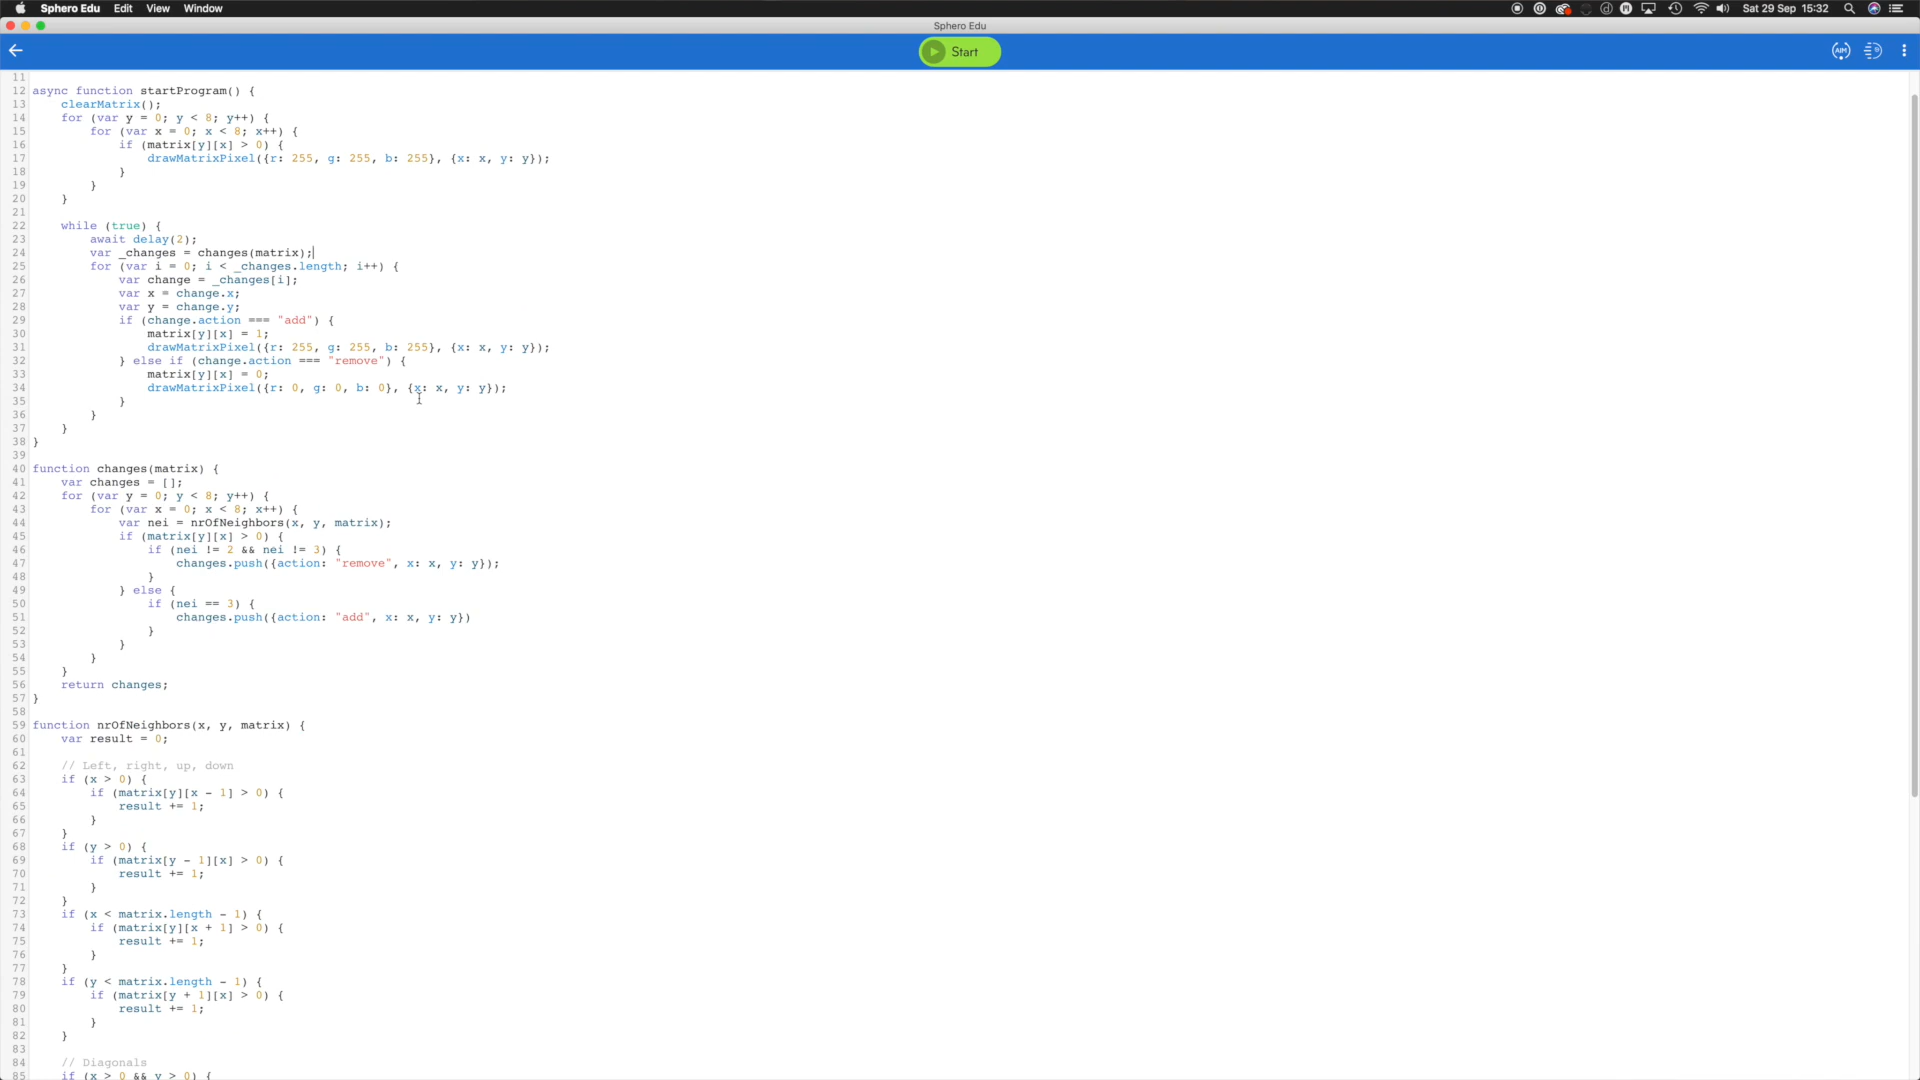 Sphero Edu Edit View Window Sat 29 Sep 15:32
Sphero Edu
Start
AIM
11
12 async function startProgram() {
13     clearMatrix();
14     for (var y = 0; y < 8; y++) {
15         for (var x = 0; x < 8; x++) {
16             if (matrix[y][x] > 0) {
17                 drawMatrixPixel({r: 255, g: 255, b: 255}, {x: x, y: y});
18             }
19         }
20     }
21
22     while (true) {
23         await delay(2);
24         var _changes = changes(matrix);
25         for (var i = 0; i < _changes.length; i++) {
26             var change = _changes[i];
27             var x = change.x;
28             var y = change.y;
29             if (change.action === "add") {
30                 matrix[y][x] = 1;
31                 drawMatrixPixel({r: 255, g: 255, b: 255}, {x: x, y: y});
32             } else if (change.action === "remove") {
33                 matrix[y][x] = 0;
34                 drawMatrixPixel({r: 0, g: 0, b: 0}, {x: x, y: y});
35             }
36         }
37     }
38 }
39
40 function changes(matrix) {
41     var changes = [];
42     for (var y = 0; y < 8; y++) {
43         for (var x = 0; x < 8; x++) {
44             var nei = nrOfNeighbors(x, y, matrix);
45             if (matrix[y][x] > 0) {
46                 if (nei != 2 && nei != 3) {
47                     changes.push({action: "remove", x: x, y: y});
48                 }
49             } else {
50                 if (nei == 3) {
51                     changes.push({action: "add", x: x, y: y})
52                 }
53             }
54         }
55     }
56     return changes;
57 }
58
59 function nrOfNeighbors(x, y, matrix) {
60     var result = 0;
61
62     // Left, right, up, down
63     if (x > 0) {
64         if (matrix[y][x - 1] > 0) {
65             result += 1;
66         }
67     }
68     if (y > 0) {
69         if (matrix[y - 1][x] > 0) {
70             result += 1;
71         }
72     }
73     if (x < matrix.length - 1) {
74         if (matrix[y][x + 1] > 0) {
75             result += 1;
76         }
77     }
78     if (y < matrix.length - 1) {
79         if (matrix[y + 1][x] > 0) {
80             result += 1;
81         }
82     }
83
84     // Diagonals
85     if (x > 0 && y > 0) {